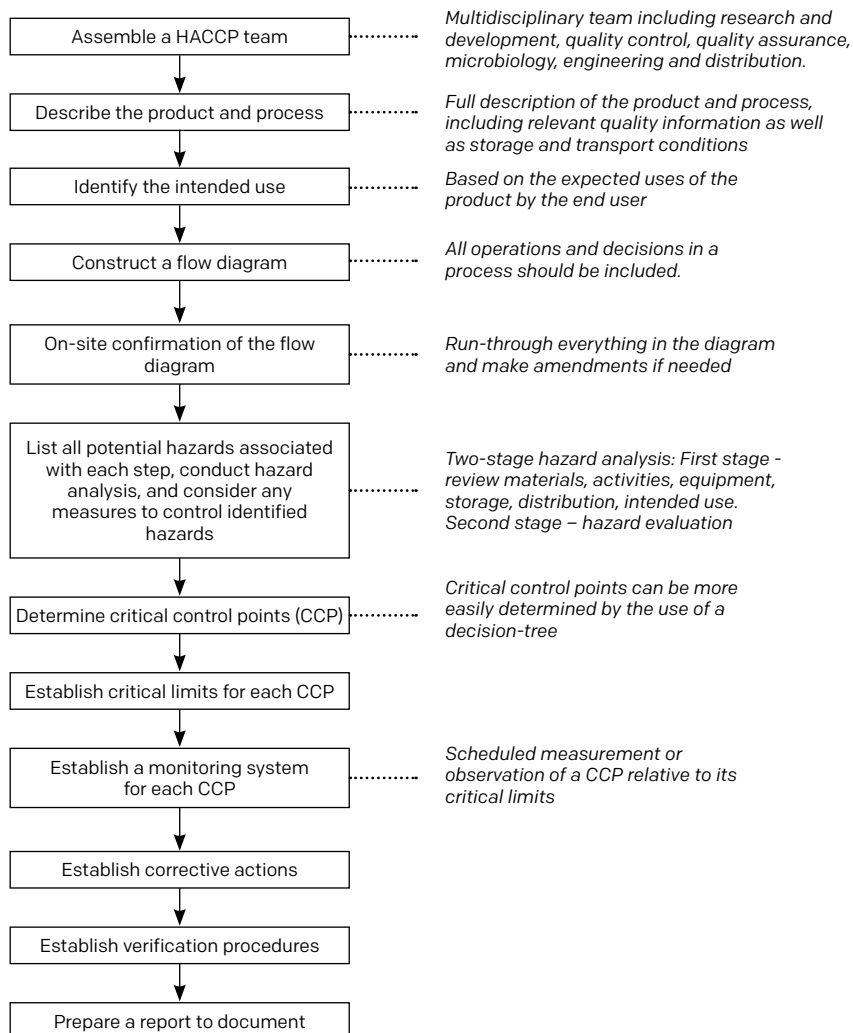 Assemble a HACCP team
Multidisciplinary team including research and
development, quality control, quality assurance,
microbiology, engineering and distribution.
Describe the product and process
Full description of the product and process,
including relevant quality information as well
as storage and transport conditions
Identify the intended use
Based on the expected uses of the
product by the end user
Construct a flow diagram
All operations and decisions in a
process should be included.
On-site confirmation of the flow
diagram
Run-through everything in the diagram
and make amendments if needed
List all potential hazards associated
with each step, conduct hazard
analysis, and consider any
measures to control identified
hazards
Two-stage hazard analysis: First stage -
review materials, activities, equipment,
storage, distribution, intended use.
Second stage – hazard evaluation
Determine critical control points (CCP)
Critical control points can be more
easily determined by the use of a
decision-tree
Establish critical limits for each CCP
Establish a monitoring system
for each CCP
Scheduled measurement or
observation of a CCP relative to its
critical limits
Establish corrective actions
Establish verification procedures
Prepare a report to document